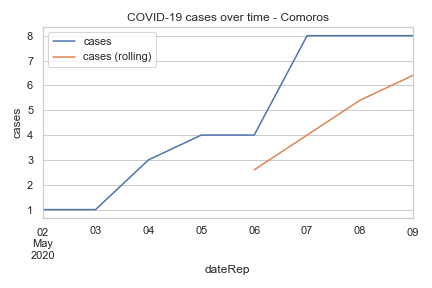 COVID-19 cases over time - Comoros
cases
cases (rolling)
8
7
6
5
4
3
2
1
cases
02 03 04 05 06 07 08 09
May
2020
dateRep